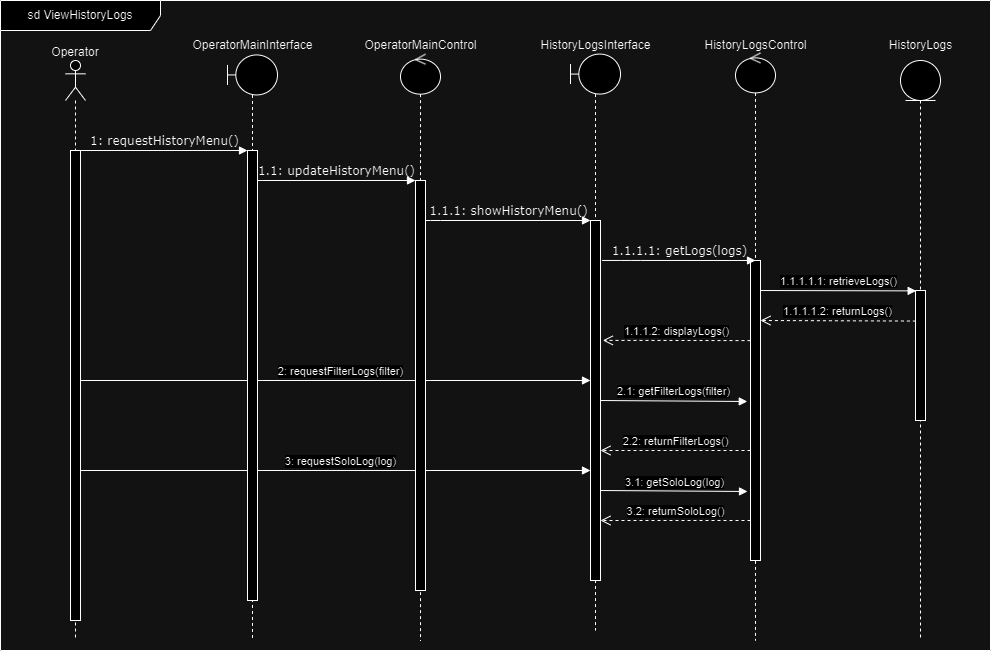 sd ViewHistoryLogs
Operator
OperatorMainInterface
OperatorMainControl
HistoryLogsInterface
HistoryLogsControl
HistoryLogs
1: requestHistoryMenu()
1.1: updateHistoryMenu()
1.1.1: showHistoryMenu()
1.1.1.1: getLogs(logs)
1.1.1.1.1: retrieveLogs()
1.1.1.1.2: returnLogs()
1.1.1.2: displayLogs()
2: requestFilterLogs(filter)
2.1: getFilterLogs(filter)
2.2: returnFilterLogs()
3: requestSoloLog(log)
3.1: getSoloLog(log)
3.2: returnSoloLog()